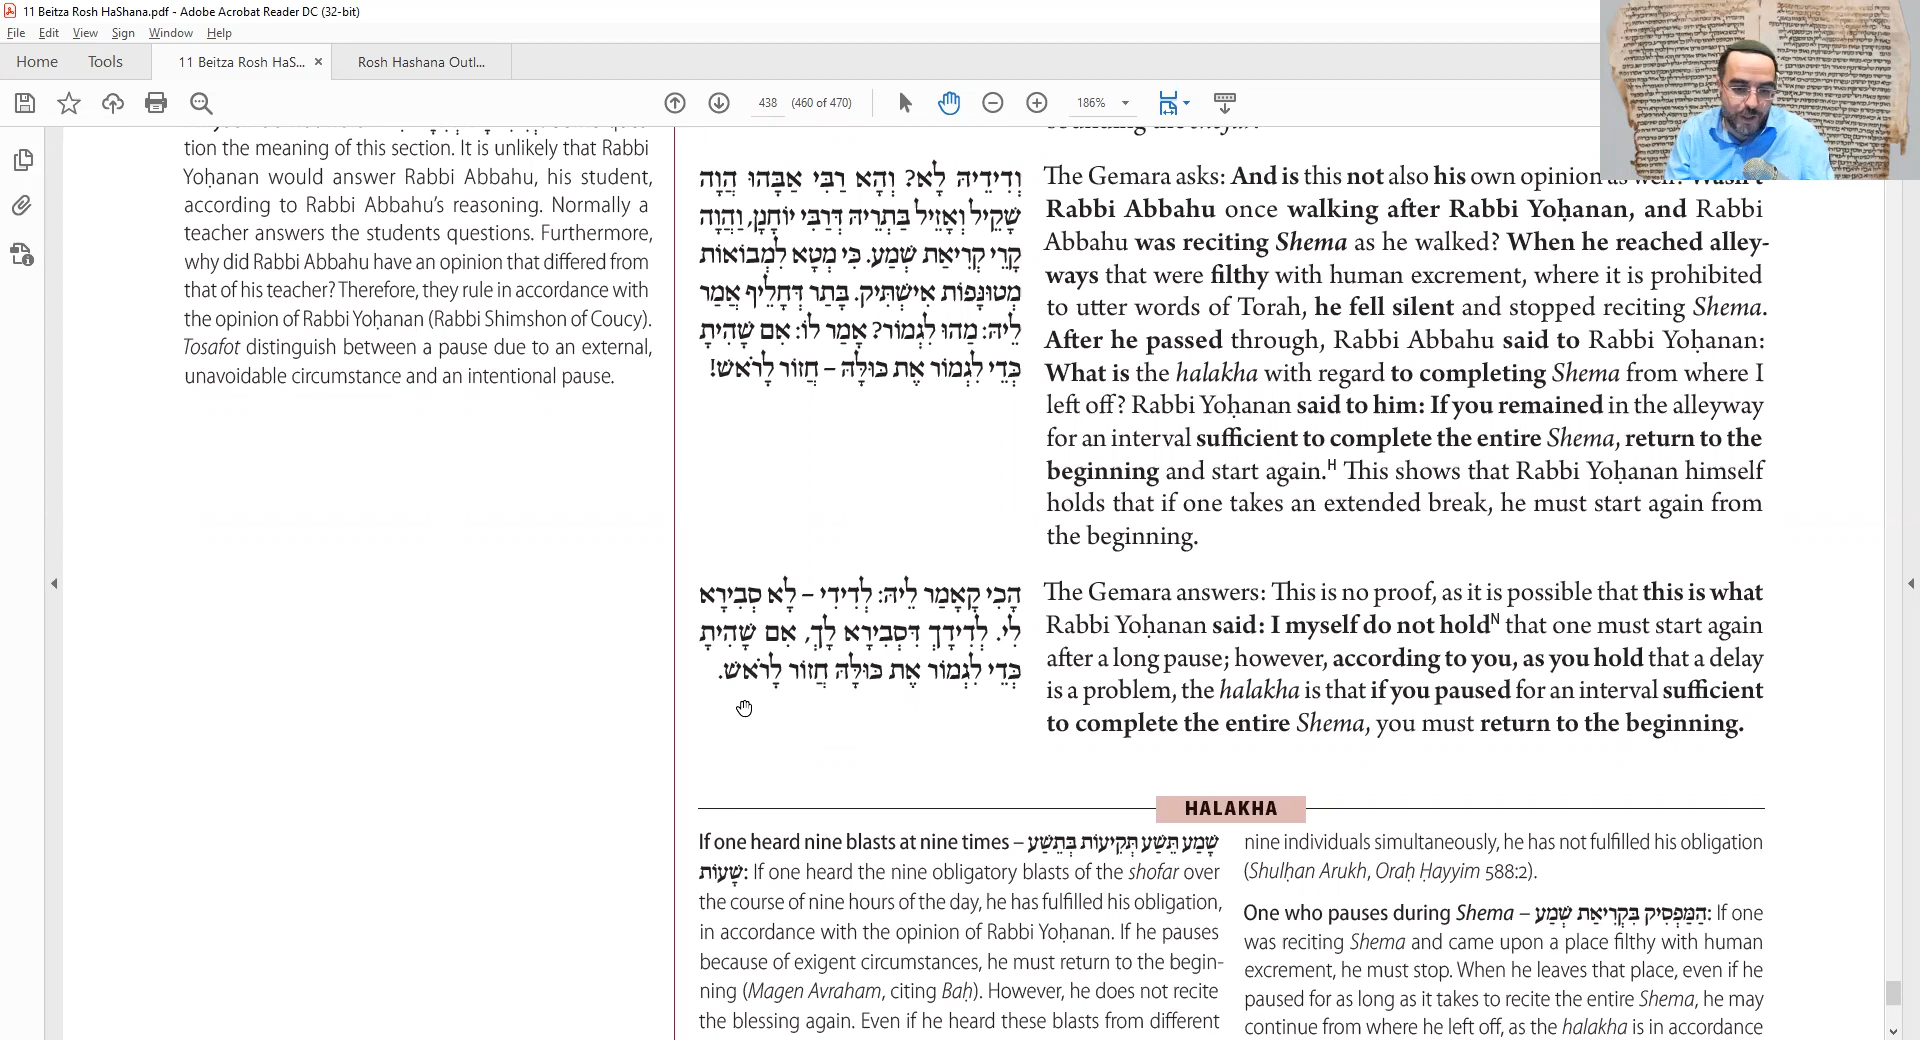 11 Beitza Rosh HaShana.pdf - Adobe Acrobat Reader DC (32-bit)
File Edit View Sign Window Help
Home Tools 11 Beitza Rosh HaS... × Rosh Hashana Outl...
438 (460 of 470) 186%
tion the meaning of this section. It is unlikely that Rabbi
Yoḥanan would answer Rabbi Abbahu, his student,
according to Rabbi Abbahu's reasoning. Normally a
teacher answers the students questions. Furthermore,
why did Rabbi Abbahu have an opinion that differed from
that of his teacher? Therefore, they rule in accordance with
the opinion of Rabbi Yoḥanan (Rabbi Shimshon of Coucy).
Tosafot distinguish between a pause due to an external,
unavoidable circumstance and an intentional pause.
וְדִידֵיהּ לָא? וְהָא רַבִּי אַבָּהוּ הֲוָה
שָׁקֵיל וְאָזֵיל בַּתְרֵיהּ דְּרַבִּי יוֹחָנָן, וַהֲוָה
קָרֵי קְרִיאַת שְׁמַע. כִּי מְטָא לִמְבוֹאוֹת
מְטוּנָּפוֹת אִישְׁתִּיק. בָּתַר דְּחָלֵיף אֲמַר
לֵיהּ: מַהוּ לִגְמוֹר? אָמַר לוֹ: אִם שָׁהִיתָ
כְּדֵי לִגְמוֹר אֶת כּוּלָּהּ – חֲזוֹר לָרֹאשׁ!
The Gemara asks: And is this not also his own opinion as well? Wasn't
Rabbi Abbahu once walking after Rabbi Yoḥanan, and Rabbi
Abbahu was reciting Shema as he walked? When he reached alley-
ways that were filthy with human excrement, where it is prohibited
to utter words of Torah, he fell silent and stopped reciting Shema.
After he passed through, Rabbi Abbahu said to Rabbi Yoḥanan:
What is the halakha with regard to completing Shema from where I
left off? Rabbi Yoḥanan said to him: If you remained in the alleyway
for an interval sufficient to complete the entire Shema, return to the
beginning and start again.H This shows that Rabbi Yoḥanan himself
holds that if one takes an extended break, he must start again from
the beginning.
הָכִי קָאָמַר לֵיהּ: לְדִידִי – לָא סְבִירָא
לִי. לְדִידָךְ דִּסְבִירָא לָךְ, אִם שָׁהִיתָ
כְּדֵי לִגְמוֹר אֶת כּוּלָּהּ חֲזוֹר לָרֹאשׁ.
The Gemara answers: This is no proof, as it is possible that this is what
Rabbi Yoḥanan said: I myself do not holdN that one must start again
after a long pause; however, according to you, as you hold that a delay
is a problem, the halakha is that if you paused for an interval sufficient
to complete the entire Shema, you must return to the beginning.
HALAKHA
If one heard nine blasts at nine times – שָׁמַע תֵּשַׁע תְּקִיעוֹת בְּתֵשַׁע
שָׁעוֹת: If one heard the nine obligatory blasts of the shofar over
the course of nine hours of the day, he has fulfilled his obligation,
in accordance with the opinion of Rabbi Yoḥanan. If he pauses
because of exigent circumstances, he must return to the begin-
ning (Magen Avraham, citing Baḥ). However, he does not recite
the blessing again. Even if he heard these blasts from different
nine individuals simultaneously, he has not fulfilled his obligation
(Shulḥan Arukh, Oraḥ Ḥayyim 588:2).
One who pauses during Shema – הַמַּפְסִיק בִּקְרִיאַת שְׁמַע: If one
was reciting Shema and came upon a place filthy with human
excrement, he must stop. When he leaves that place, even if he
paused for as long as it takes to recite the entire Shema, he may
continue from where he left off, as the halakha is in accordance